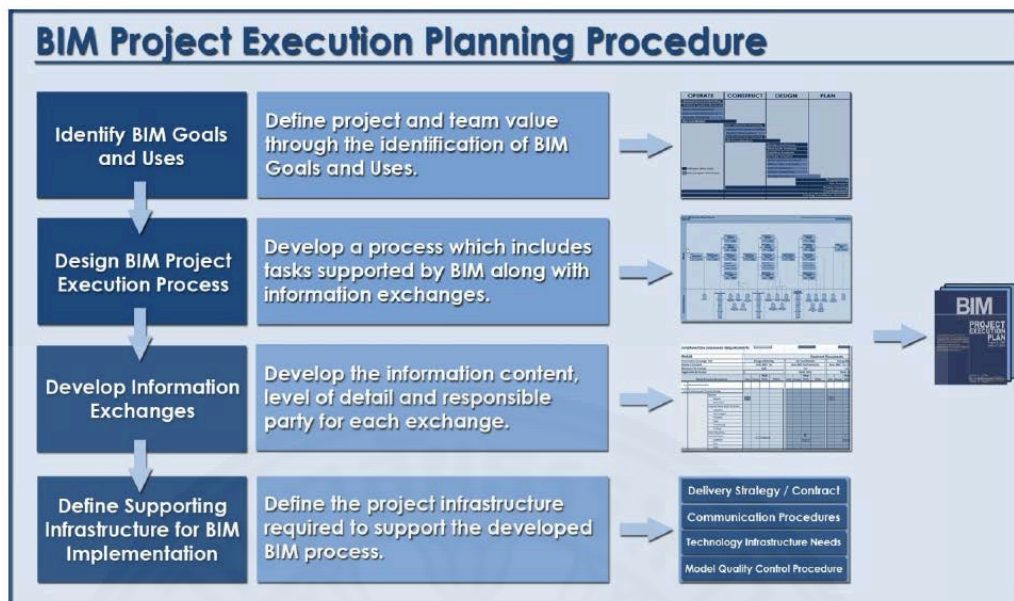 BIM Project Execution Planning Procedure
Identify BIM Goals
and Uses
Define project and team value
through the identification of BIM
Goals and Uses.
OPERATE CONSTRUCT DESIGN PLAN
Design BIM Project
Execution Process
Develop a process which includes
tasks supported by BIM along with
information exchanges.
BIM
PROJECT
EXECUTION
PLAN
Develop Information
Exchanges
Develop the information content,
level of detail and responsible
party for each exchange.
Define Supporting
Infrastructure for BIM
Implementation
Define the project infrastructure
required to support the developed
BIM process.
Delivery Strategy / Contract
Communication Procedures
Technology Infrastructure Needs
Model Quality Control Procedure